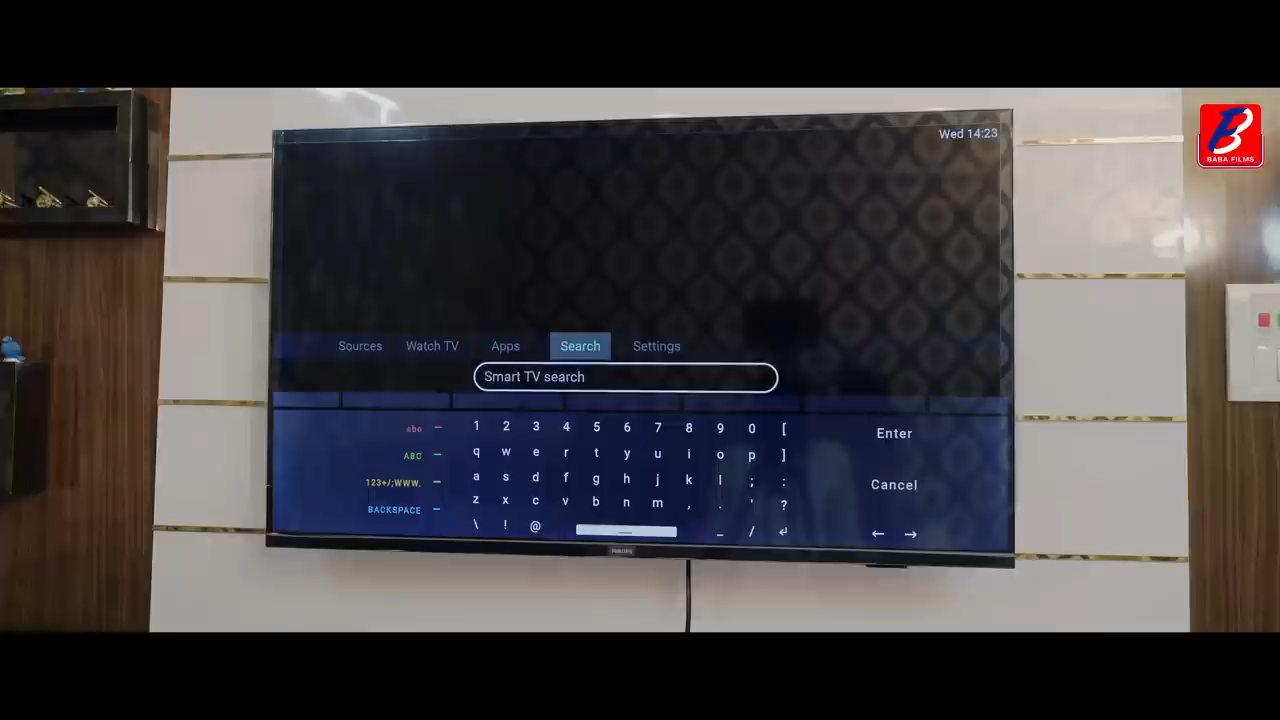 Wed 14:23
BABA FILMS
Sources Watch TV Apps Search Settings
Smart TV search
abc 1 2 3 4 5 6 7 8 9 0 [ Enter
ABC q w e r t y u i o p ]
123+/;WWW. a s d f g h j k l ; : Cancel
BACKSPACE z x c v b n m , . ' ?
\ ! @ _ / ↵ ← →
PHILIPS